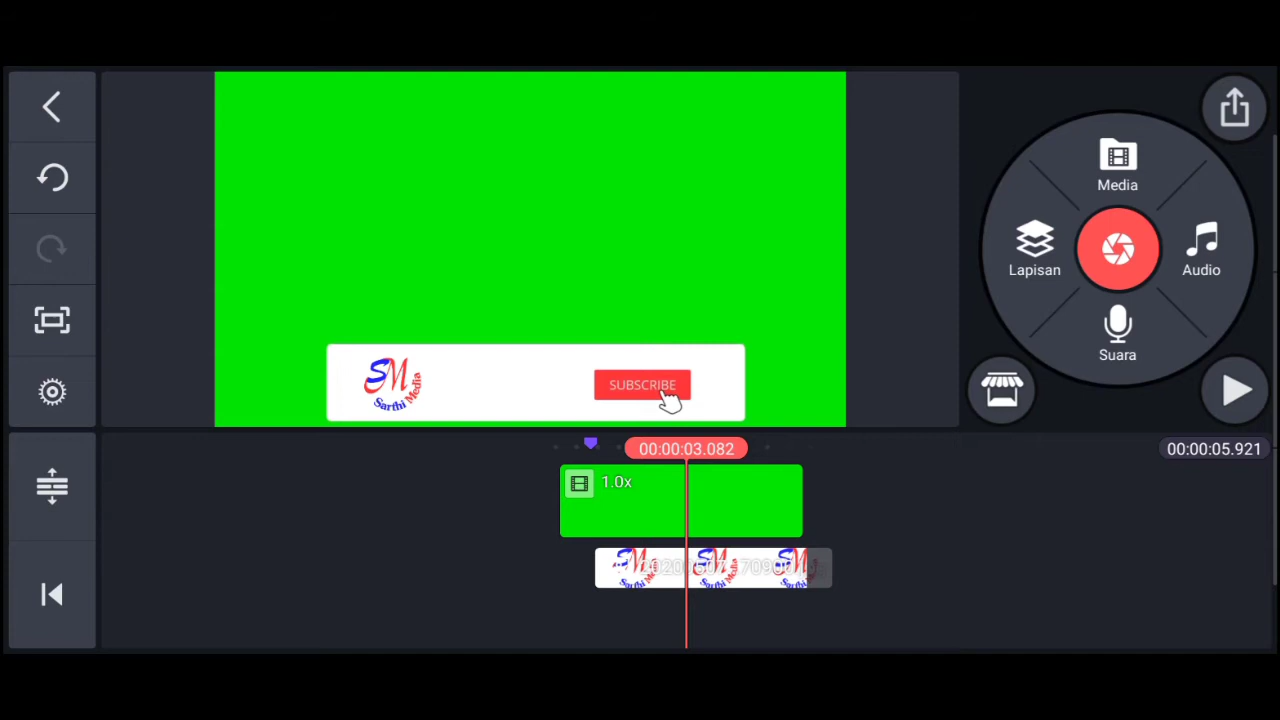 Media
Lapisan
Audio
Suara
SM
Sarthi Media
SUBSCRIBE
00:00:03.082
00:00:05.921
1.0x